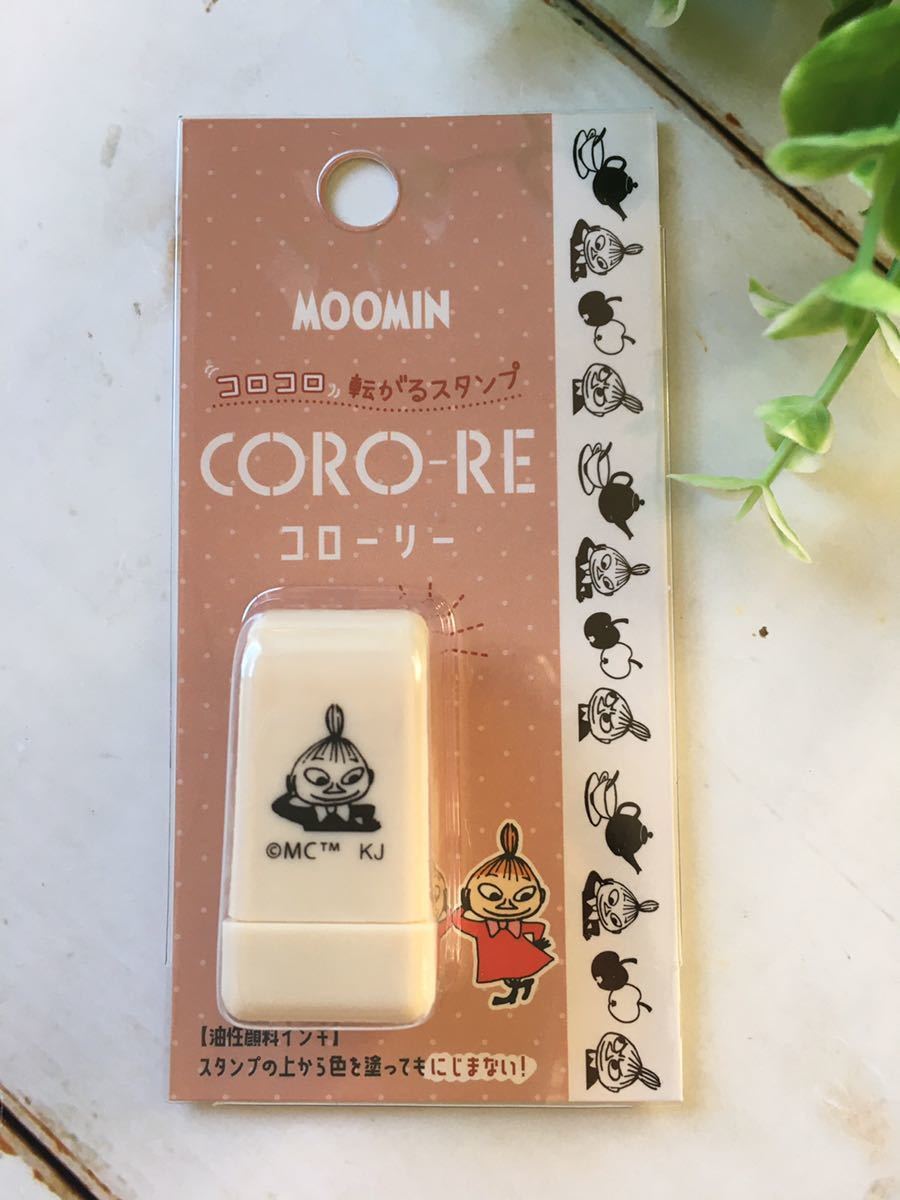 MOOMIN
“コロコロ„ 転がるスタンプ
CORO-RE
コローリー
©MC™ KJ
【油性顔料インキ】
スタンプの上から色を塗ってもにじまない!